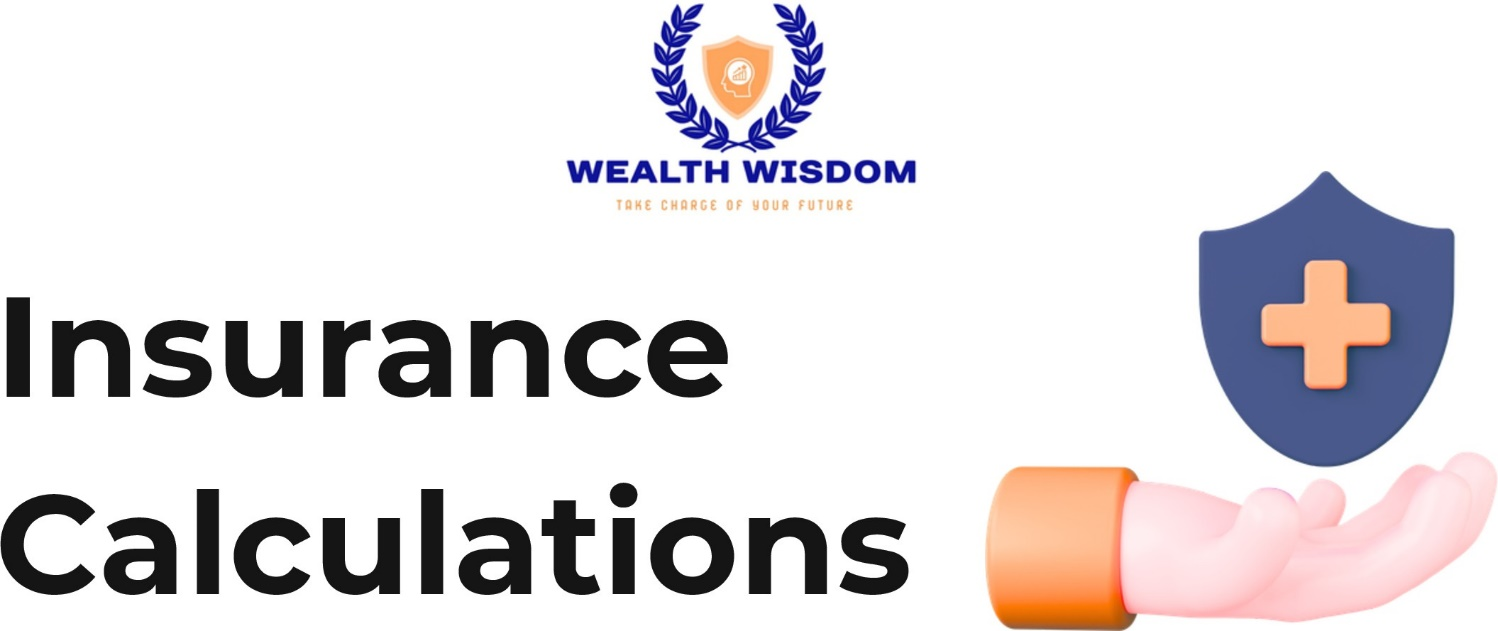 WEALTH WISDOM
TAKE CHARGE OF YOUR FUTURE
Insurance
Calculations